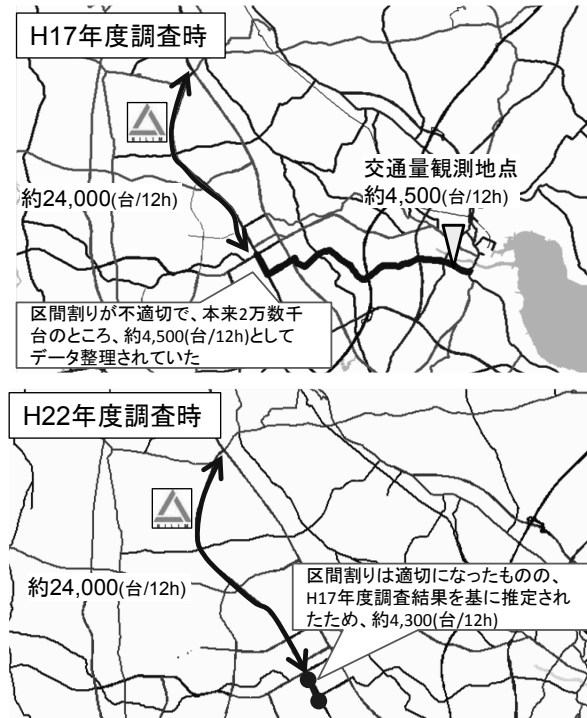 H17年度調査時
NILIM
交通量観測地点
約4,500(台/12h)
約24,000(台/12h)
区間割りが不適切で、本来2万数千
台のところ、約4,500(台/12h)として
データ整理されていた
H22年度調査時
NILIM
約24,000(台/12h)
区間割りは適切になったものの、
H17年度調査結果を基に推定され
たため、約4,300(台/12h)